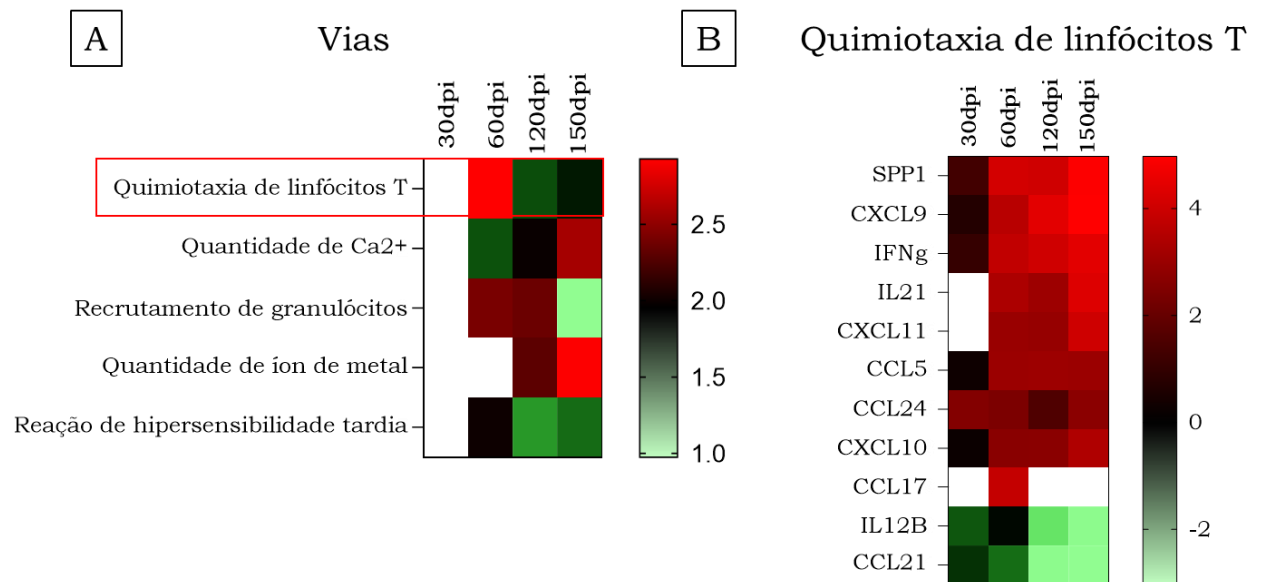 A
Vias
30dpi
60dpi
120dpi
150dpi
Quimiotaxia de linfócitos T
Quantidade de Ca2+
Recrutamento de granulócitos
Quantidade de íon de metal
Reação de hipersensibilidade tardia
2.5
2.0
1.5
1.0
B
Quimiotaxia de linfócitos T
30dpi
60dpi
120dpi
150dpi
SPP1
CXCL9
IFNg
IL21
CXCL11
CCL5
CCL24
CXCL10
CCL17
IL12B
CCL21
4
2
0
-2